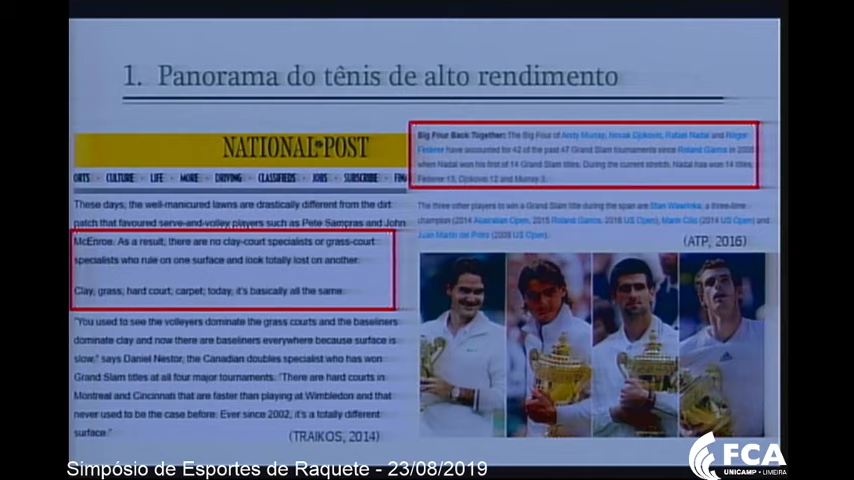 1. Panorama do tênis de alto rendimento
NATIONAL POST
ORTS CULTURE LIFE MORE DRIVING CLASSIFIEDS JOBS SUBSCRIBE FIN
These days, the well-manicured lawns are drastically different from the dirt
patch that favoured serve-and-volley players such as Pete Sampras and John
McEnroe. As a result, there are no clay-court specialists or grass-court
specialists who rule on one surface and look totally lost on another.
Clay, grass, hard court, carpet; today, it's basically all the same.
"You used to see the volleyers dominate the grass courts and the baseliners
dominate clay and now there are baseliners everywhere because surface is
slow," says Daniel Nestor, the Canadian doubles specialist who has won
Grand Slam titles at all four major tournaments. "There are hard courts in
Montreal and Cincinnati that are faster than playing at Wimbledon and that
never used to be the case before. Ever since 2002, it's a totally different
surface."
(TRAIKOS, 2014)
Big Four Back Together: The Big Four of Andy Murray, Novak Djokovic, Rafael Nadal and Roger
Federer have accounted for 42 of the past 47 Grand Slam tournaments since Roland Garros in 2005
when Nadal won his first of 14 Grand Slam titles. During the current stretch, Nadal has won 14 titles,
Federer 13, Djokovic 12 and Murray 3.
The three other players to win a Grand Slam title during the span are Stan Wawrinka, a three-time
champion (2014 Australian Open, 2015 Roland Garros, 2016 US Open), Marin Cilic (2014 US Open) and
Juan Martin del Potro (2009 US Open).
(ATP, 2016)
Simpósio de Esportes de Raquete - 23/08/2019
FCA
UNICAMP • LIMEIRA